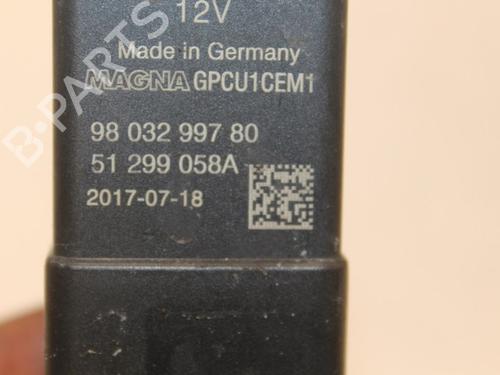 12V
Made in Germany
MAGNA GPCU1CEM1
98 032 997 80
51 299 058A
2017-07-18
B-PARTS